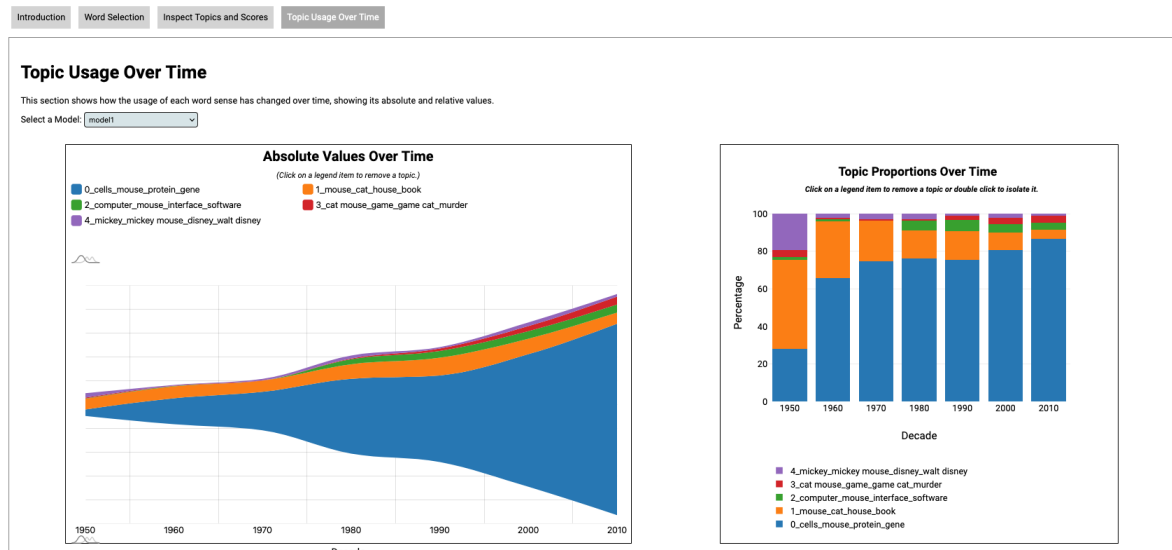 Introduction
Word Selection
Inspect Topics and Scores
Topic Usage Over Time
Topic Usage Over Time
This section shows how the usage of each word sense has changed over time, showing its absolute and relative values.
Select a Model: model1
Absolute Values Over Time
(Click on a legend item to remove a topic.)
0_cells_mouse_protein_gene
1_mouse_cat_house_book
2_computer_mouse_interface_software
3_cat mouse_game_game cat_murder
4_mickey_mickey mouse_disney_walt disney
1950 1960 1970 1980 1990 2000 2010
Topic Proportions Over Time
Click on a legend item to remove a topic or double click to isolate it.
Percentage
100
80
60
40
20
0
1950 1960 1970 1980 1990 2000 2010
Decade
4_mickey_mickey mouse_disney_walt disney
3_cat mouse_game_game cat_murder
2_computer_mouse_interface_software
1_mouse_cat_house_book
0_cells_mouse_protein_gene